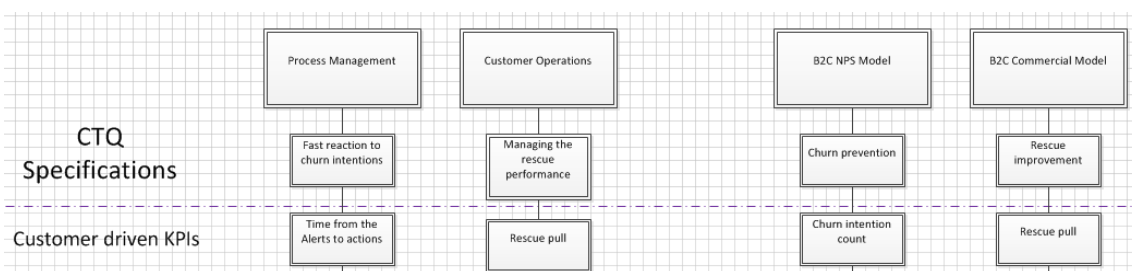 Process Management
Customer Operations
B2C NPS Model
B2C Commercial Model
CTQ
Specifications
Fast reaction to
churn intentions
Managing the
rescue
performance
Churn prevention
Rescue
improvement
Customer driven KPIs
Time from the
Alerts to actions
Rescue pull
Churn intention
count
Rescue pull